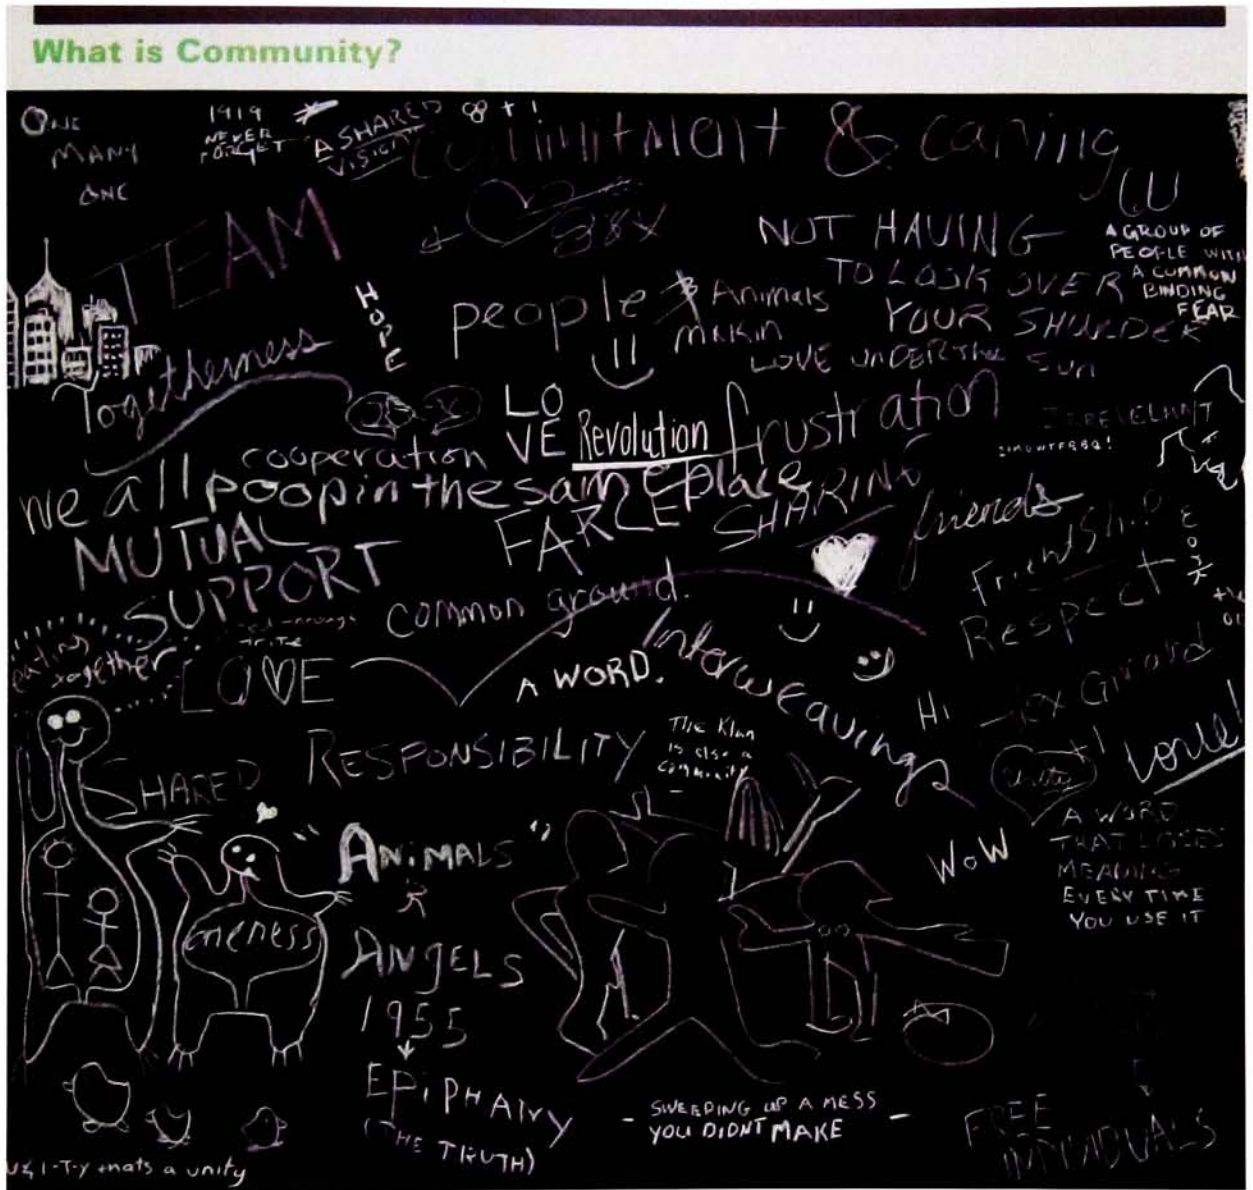 What is Community?
ONE
MANY
ONE
1919
NEVER
FORGET
A SHARED
VISION
Commitment & caring
TEAM
HOPE
NOT HAVING
TO LOOK OVER
YOUR SHOULDER
A GROUP OF
PEOPLE WITH
A COMMON
BINDING
FEAR
people & Animals
makin
LOVE UNDER the Sun
Togetherness
LO
VE
Revolution
frustration
cooperation
we all poop in the same place
MUTUAL
SUPPORT
FARCE
SHARING
friends
Friendship
Respect
common ground.
Interweavings
eating
together
LOVE
A WORD.
Hi
SHARED RESPONSIBILITY
The Klan
is also a
community
unity
A WORD
THAT LOSES
MEANING
EVERY TIME
YOU USE IT
WOW
"ANIMALS"
R
ANGELS
1955
EPIPHANY
(THE TRUTH)
oneness
- SWEEPING UP A MESS -
YOU DIDNT MAKE
FREE
INDIVIDUALS
thats a unity